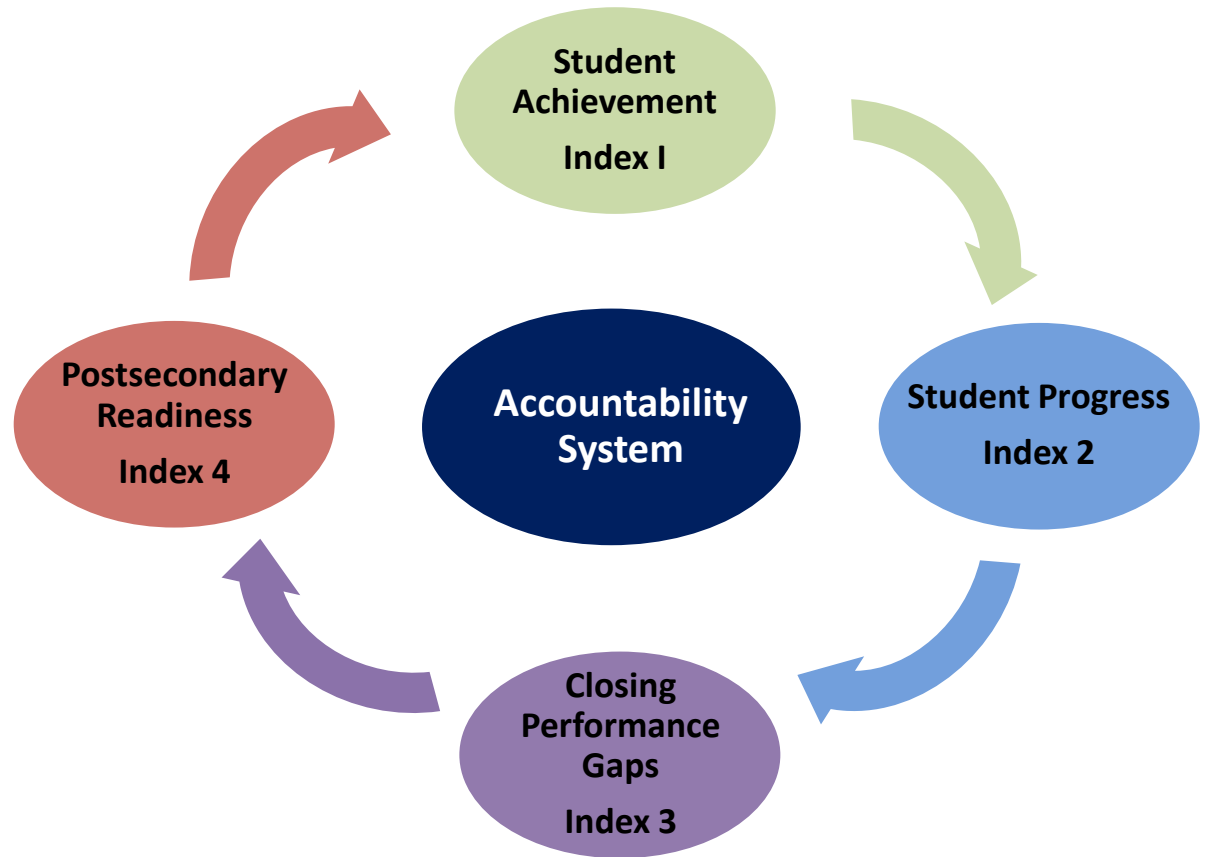 Student
Achievement
Index I
Student Progress
Index 2
Closing
Performance
Gaps
Index 3
Postsecondary
Readiness
Index 4
Accountability
System